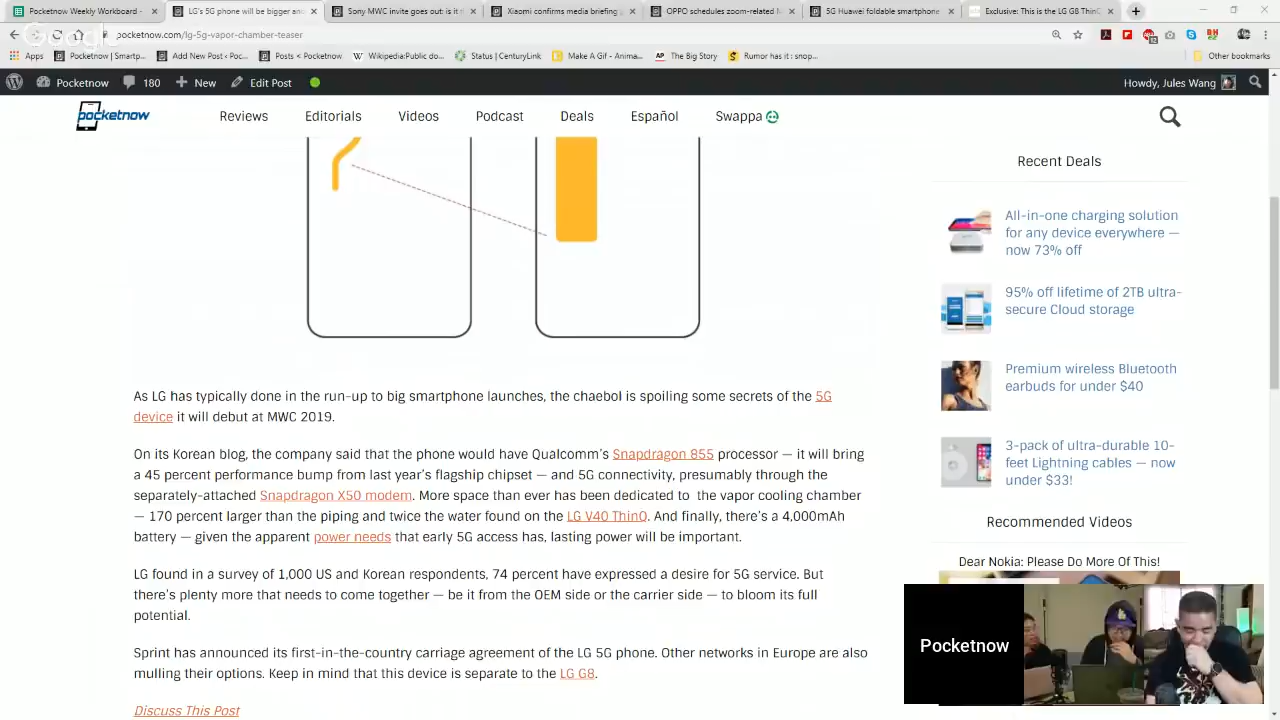 Pocketnow Weekly Workboard -
LG's 5G phone will be bigger and
Sony MWC invite goes out: is it
Xiaomi confirms media briefing
OPPO schedules zoom-related M
5G Huawei foldable smartphone
Exclusive: This is the LG G8 ThinQ
pocketnow.com/lg-5g-vapor-chamber-teaser
Apps
Pocketnow | Smartp...
Add New Post ‹ Poc...
Posts ‹ Pocketnow
Wikipedia:Public do...
Status | CenturyLink
Make A Gif - Anima...
AP The Big Story
Rumor has it : snop...
Other bookmarks
Pocketnow 180 New Edit Post
Howdy, Jules Wang
pocketnow
Reviews Editorials Videos Podcast Deals Español Swappa
Recent Deals
All-in-one charging solution
for any device everywhere —
now 73% off
95% off lifetime of 2TB ultra-
secure Cloud storage
Premium wireless Bluetooth
earbuds for under $40
3-pack of ultra-durable 10-
feet Lightning cables — now
under $33!
Recommended Videos
Dear Nokia: Please Do More Of This!
As LG has typically done in the run-up to big smartphone launches, the chaebol is spoiling some secrets of the 5G
device it will debut at MWC 2019.
On its Korean blog, the company said that the phone would have Qualcomm's Snapdragon 855 processor — it will bring
a 45 percent performance bump from last year's flagship chipset — and 5G connectivity, presumably through the
separately-attached Snapdragon X50 modem. More space than ever has been dedicated to the vapor cooling chamber
— 170 percent larger than the piping and twice the water found on the LG V40 ThinQ. And finally, there's a 4,000mAh
battery — given the apparent power needs that early 5G access has, lasting power will be important.
LG found in a survey of 1,000 US and Korean respondents, 74 percent have expressed a desire for 5G service. But
there's plenty more that needs to come together — be it from the OEM side or the carrier side — to bloom its full
potential.
Sprint has announced its first-in-the-country carriage agreement of the LG 5G phone. Other networks in Europe are also
mulling their options. Keep in mind that this device is separate to the LG G8.
Discuss This Post
Pocketnow